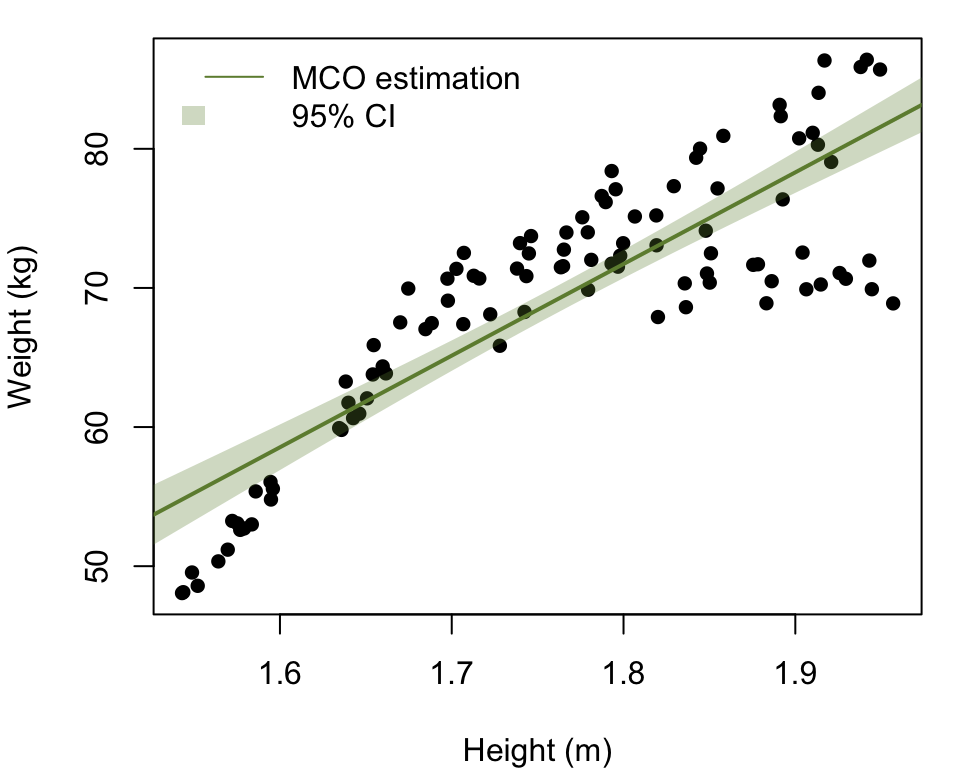 MCO estimation
95% CI
80
70
60
50
Weight (kg)
1.6 1.7 1.8 1.9
Height (m)